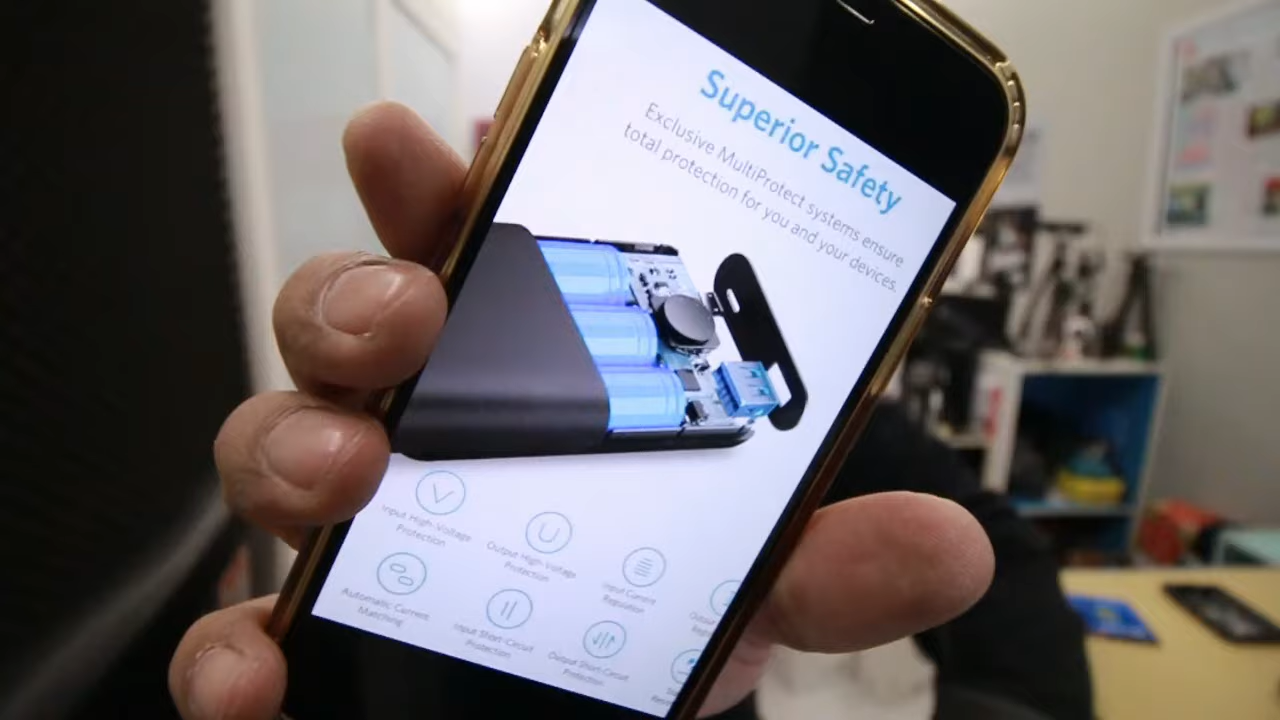 Superior Safety
Exclusive MultiProtect systems ensure
total protection for you and your devices.
Input High-Voltage
Protection
Output High-Voltage
Protection
Input Current
Regulation
Output
Automatic Current
Matching
Input Short-Circuit
Protection
Output Short-Circuit
Protection